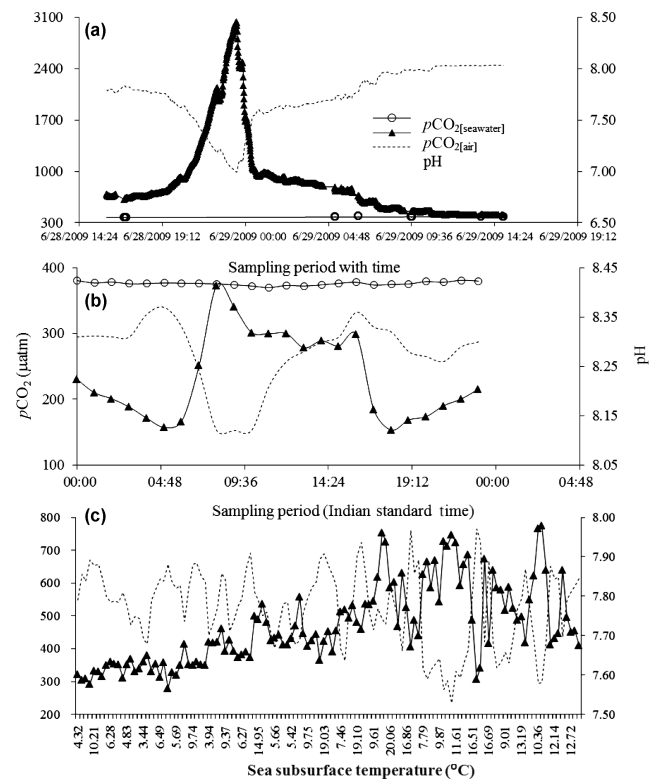 (a)
3100
2400
1700
1000
300
8.50
8.00
7.50
7.00
6.50
pCO2[seawater]
pCO2[air]
pH
6/28/2009 14:24 6/28/2009 19:12 6/29/2009 00:00 6/29/2009 04:48 6/29/2009 09:36 6/29/2009 14:24 6/29/2009 19:12
Sampling period with time
(b)
400
300
200
100
8.45
8.35
8.25
8.15
8.05
pCO2 (µatm)
pH
00:00 04:48 09:36 14:24 19:12 00:00 04:48
Sampling period (Indian standard time)
(c)
800
700
600
500
400
300
200
8.00
7.90
7.80
7.70
7.60
7.50
4.32 10.21 6.28 4.83 3.44 6.49 5.69 9.74 3.94 9.37 6.27 14.95 5.66 5.42 9.75 19.03 7.46 19.10 9.61 20.06 16.86 7.79 9.87 11.61 16.51 16.69 9.01 13.19 10.36 12.14 12.72
Sea subsurface temperature (°C)